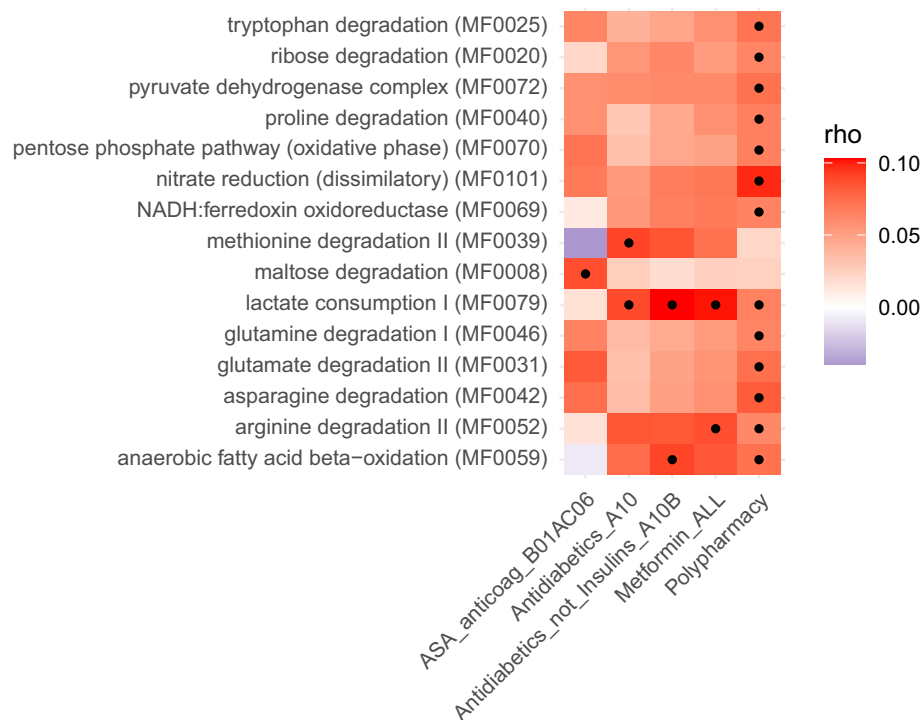 tryptophan degradation (MF0025)
ribose degradation (MF0020)
pyruvate dehydrogenase complex (MF0072)
proline degradation (MF0040)
pentose phosphate pathway (oxidative phase) (MF0070)
nitrate reduction (dissimilatory) (MF0101)
NADH:ferredoxin oxidoreductase (MF0069)
methionine degradation II (MF0039)
maltose degradation (MF0008)
lactate consumption I (MF0079)
glutamine degradation I (MF0046)
glutamate degradation II (MF0031)
asparagine degradation (MF0042)
arginine degradation II (MF0052)
anaerobic fatty acid beta−oxidation (MF0059)
ASA_anticoag_B01AC06
Antidiabetics_A10
Antidiabetics_not_Insulins_A10B
Metformin_ALL
Polypharmacy
rho
0.10
0.05
0.00